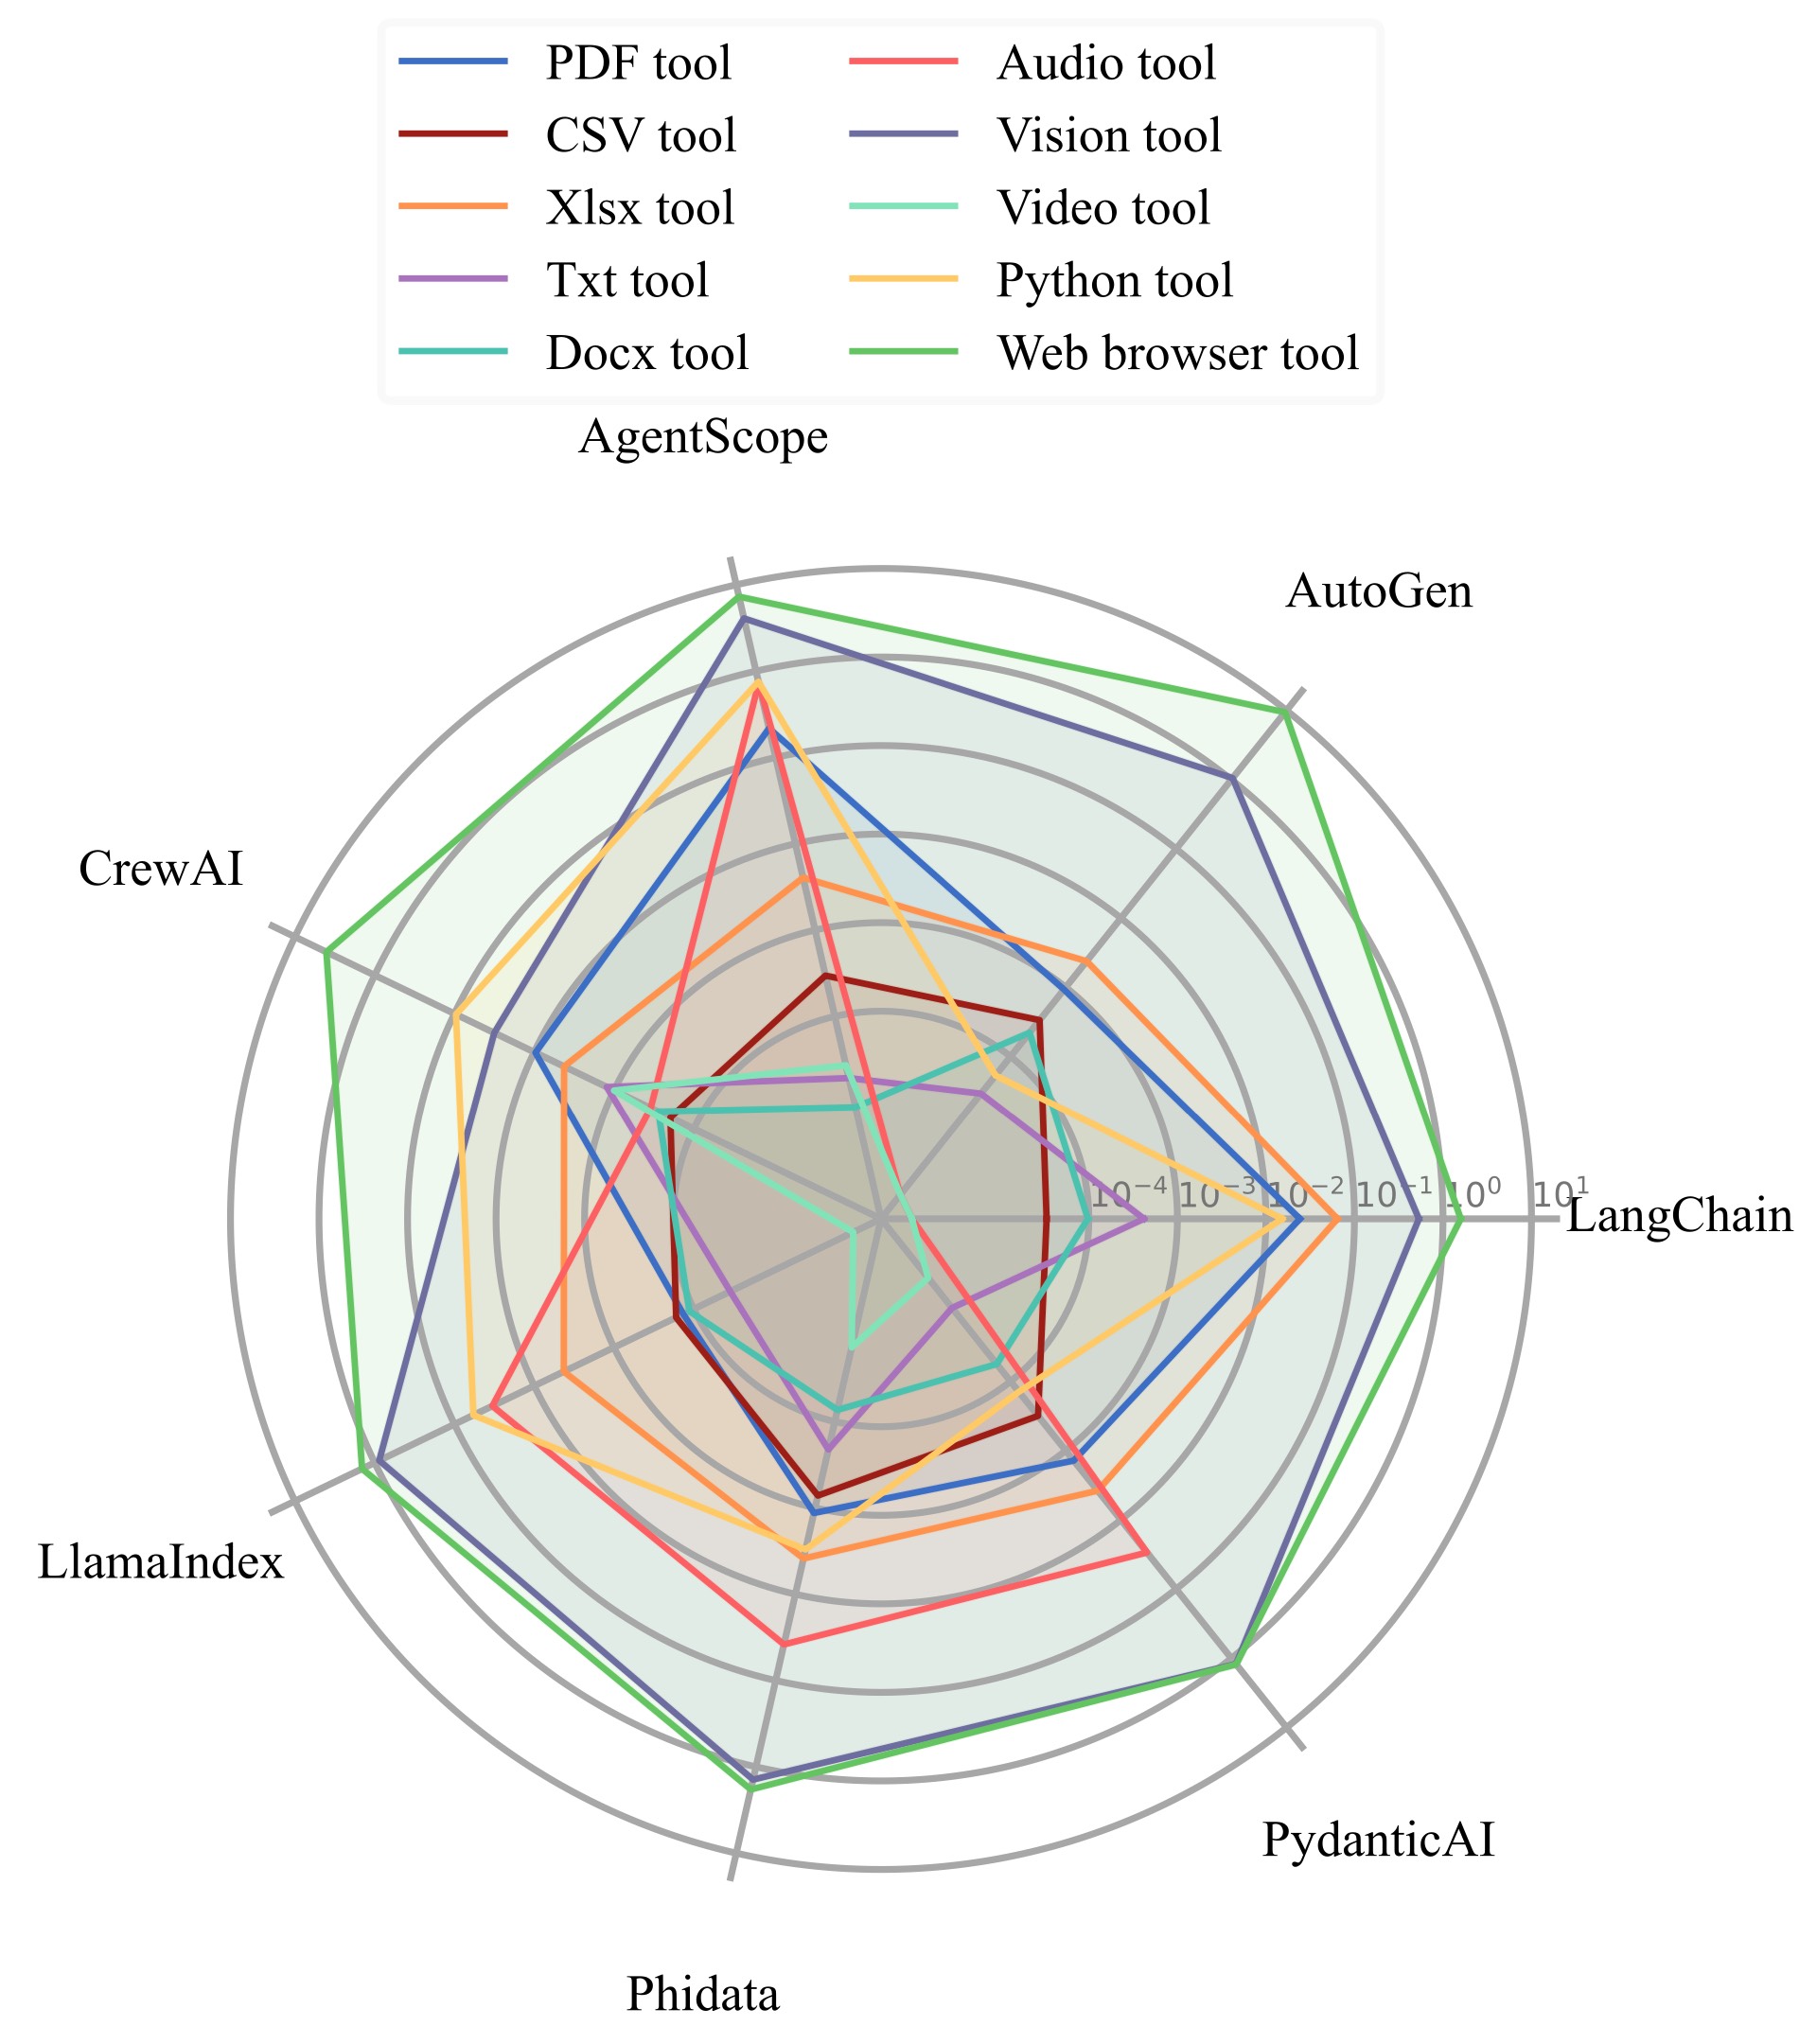 PDF tool
CSV tool
Xlsx tool
Txt tool
Docx tool
Audio tool
Vision tool
Video tool
Python tool
Web browser tool
AgentScope
AutoGen
CrewAI
10⁻⁴ 10⁻³ 10⁻² 10⁻¹ 10⁰ 10¹
LangChain
LlamaIndex
PydanticAI
Phidata